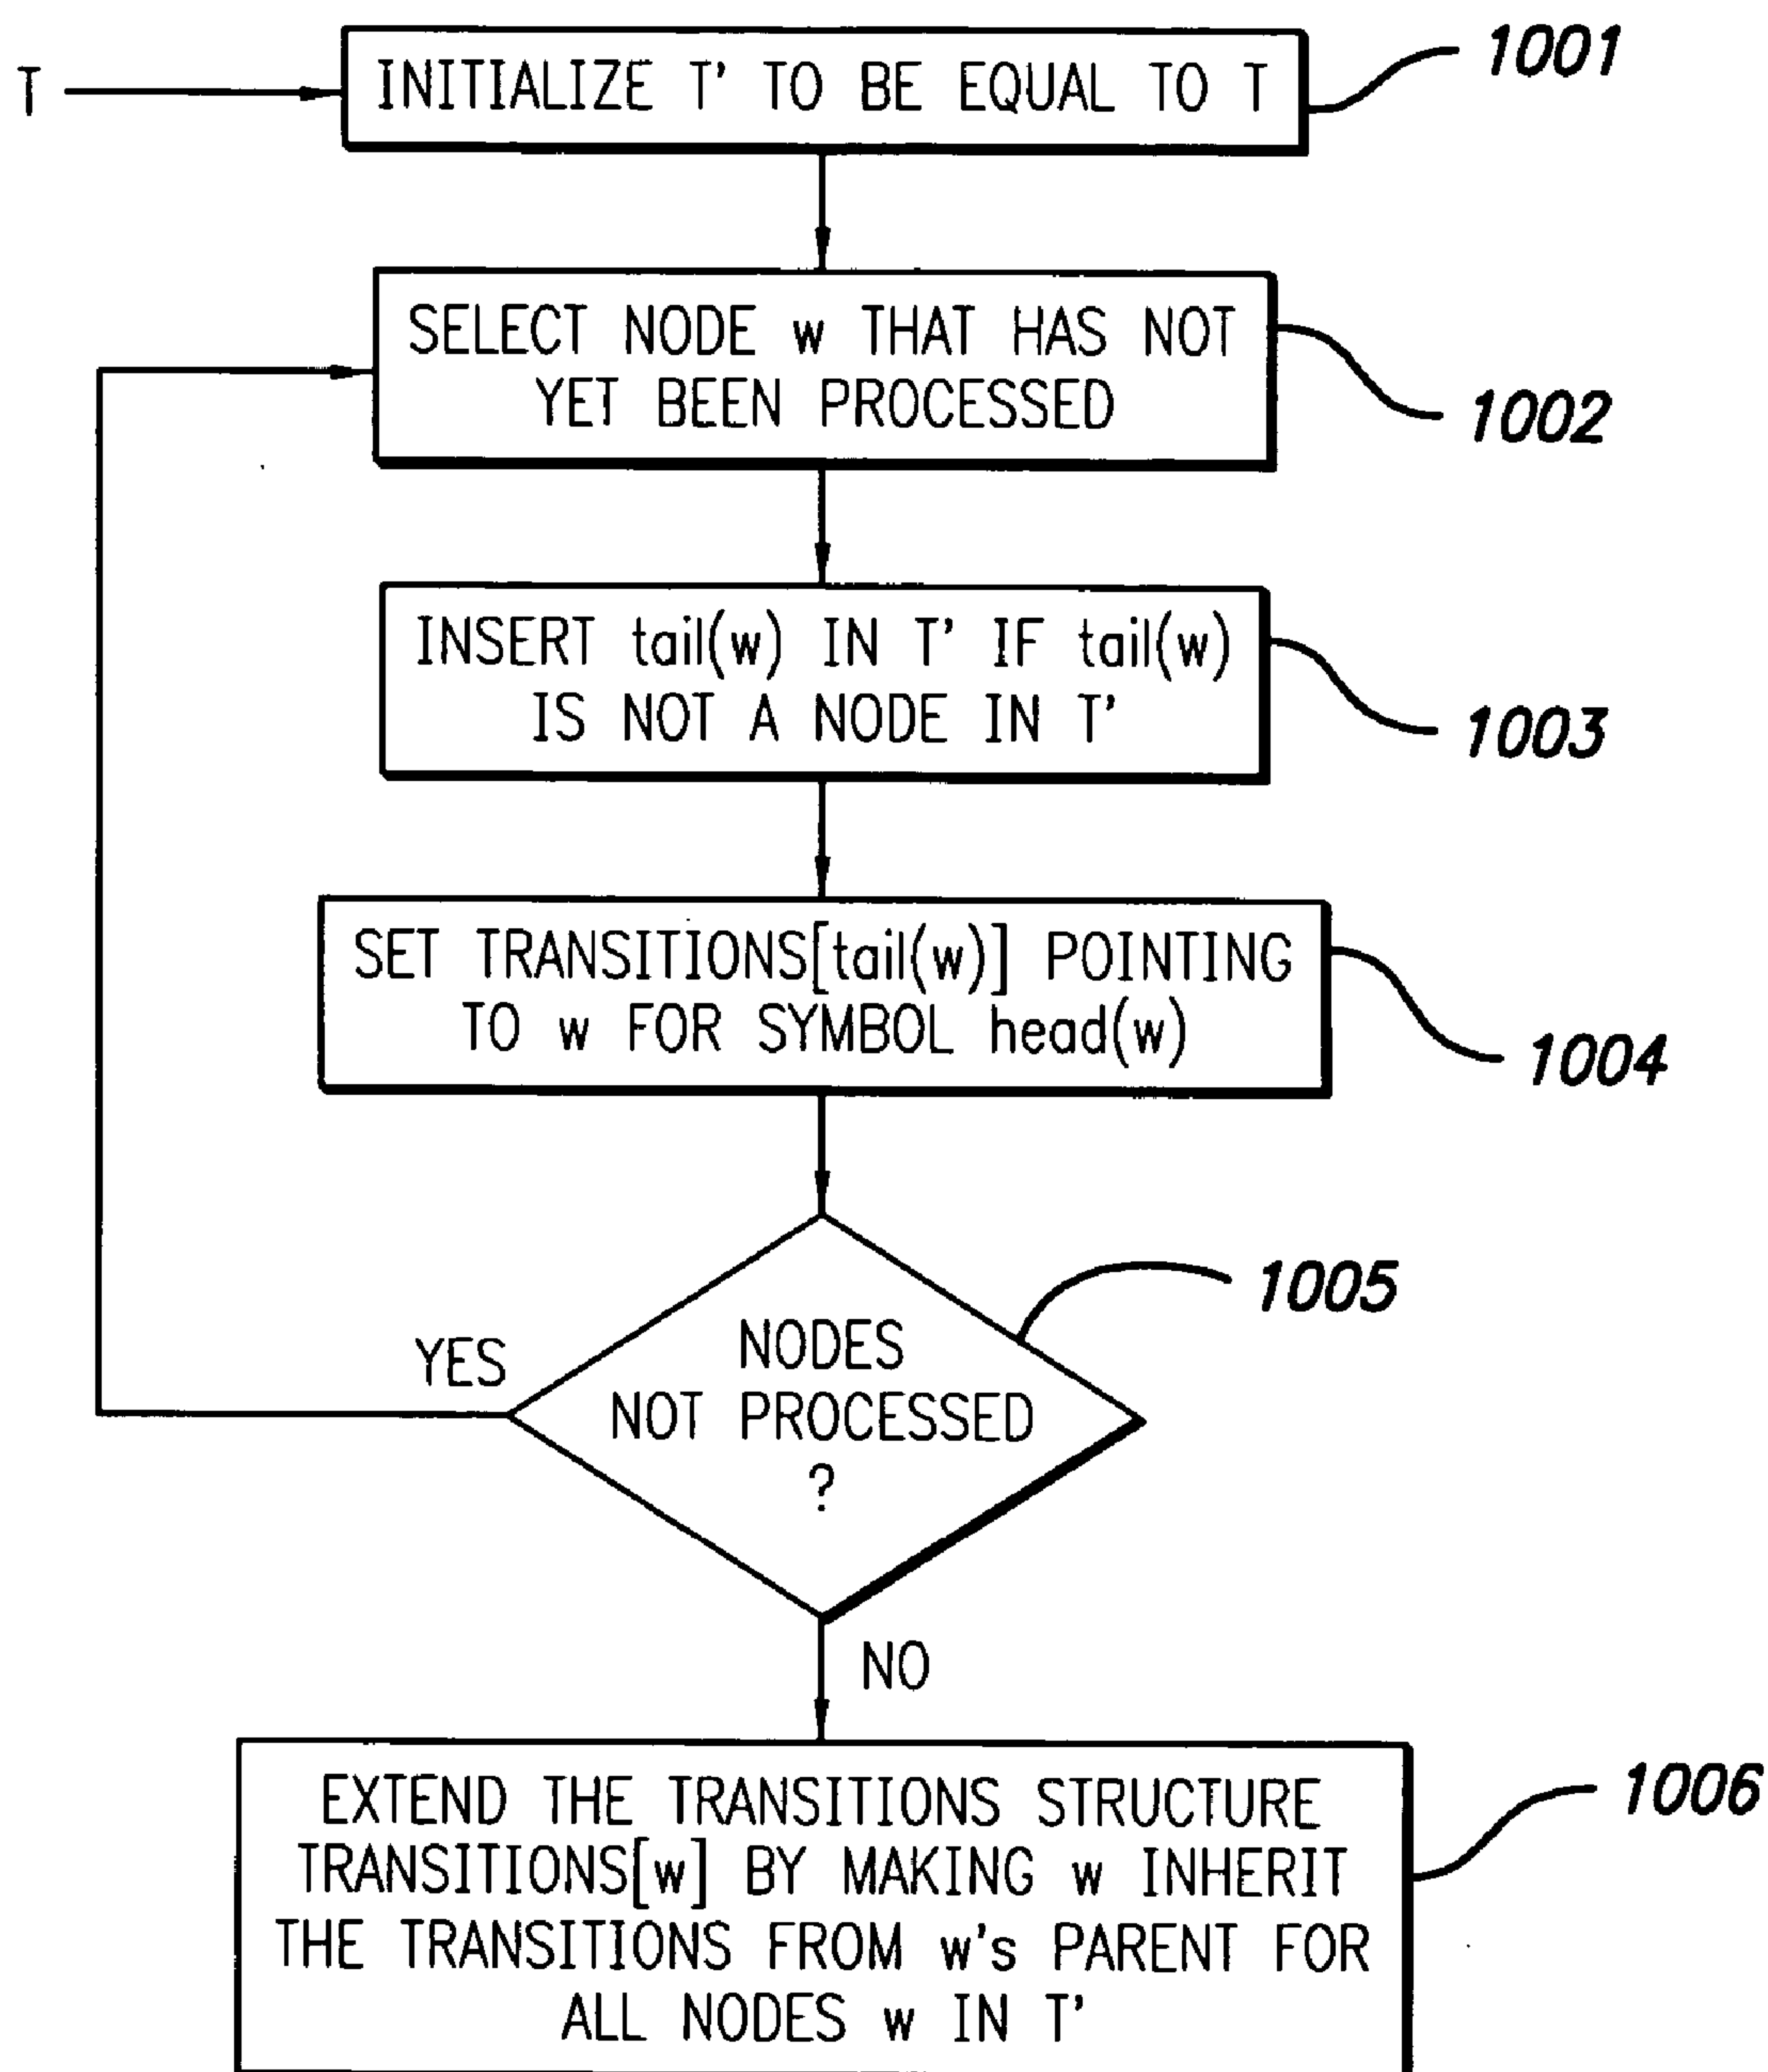 T
INITIALIZE T' TO BE EQUAL TO T
1001
SELECT NODE w THAT HAS NOT
YET BEEN PROCESSED
1002
INSERT tail(w) IN T' IF tail(w)
IS NOT A NODE IN T'
1003
SET TRANSITIONS[tail(w)] POINTING
TO w FOR SYMBOL head(w)
1004
NODES
NOT PROCESSED
?
1005
YES
NO
EXTEND THE TRANSITIONS STRUCTURE
TRANSITIONS[w] BY MAKING w INHERIT
THE TRANSITIONS FROM w's PARENT FOR
ALL NODES w IN T'
1006